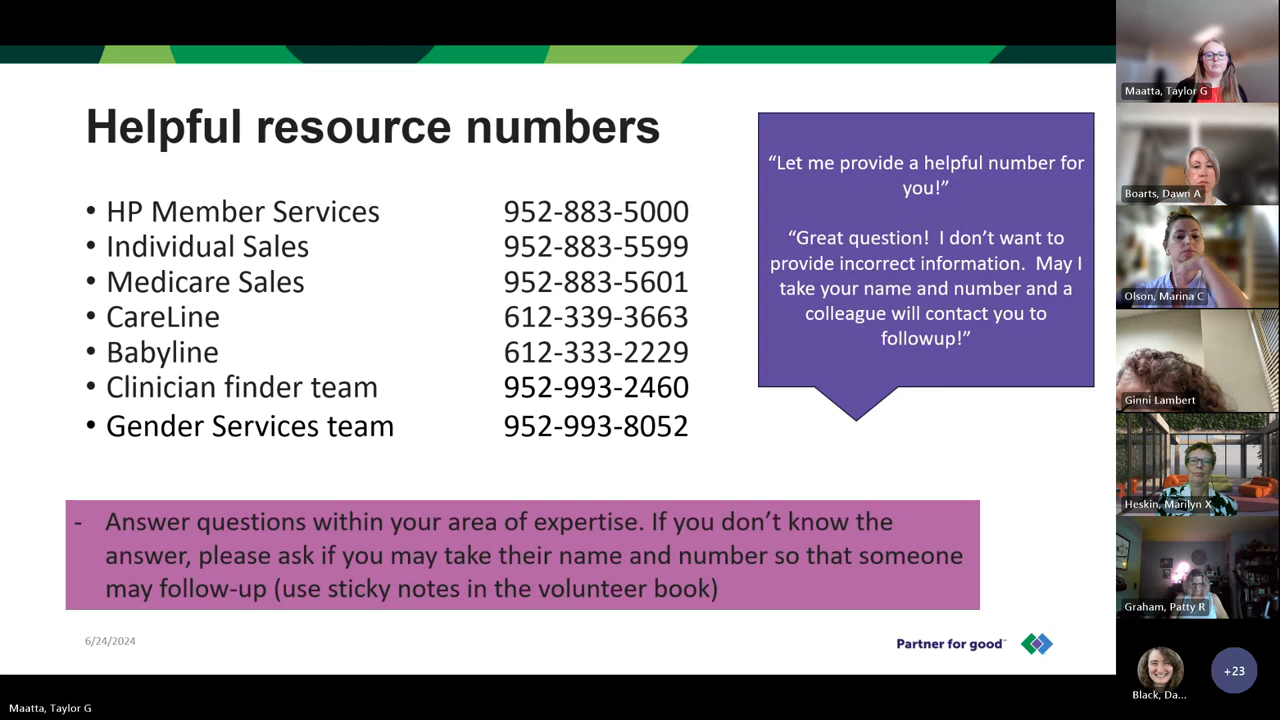 Helpful resource numbers
• HP Member Services 952-883-5000
• Individual Sales 952-883-5599
• Medicare Sales 952-883-5601
• CareLine 612-339-3663
• Babyline 612-333-2229
• Clinician finder team 952-993-2460
• Gender Services team 952-993-8052
“Let me provide a helpful number for
you!”
“Great question!  I don’t want to
provide incorrect information.  May I
take your name and number and a
colleague will contact you to
followup!”
- Answer questions within your area of expertise. If you don’t know the
answer, please ask if you may take their name and number so that someone
may follow-up (use sticky notes in the volunteer book)
6/24/2024
Partner for good℠
Maatta, Taylor G
Boarts, Dawn A
Olson, Marina C
Ginni Lambert
Heskin, Marilyn X
Graham, Patty R
Black, Da...
+23
Maatta, Taylor G